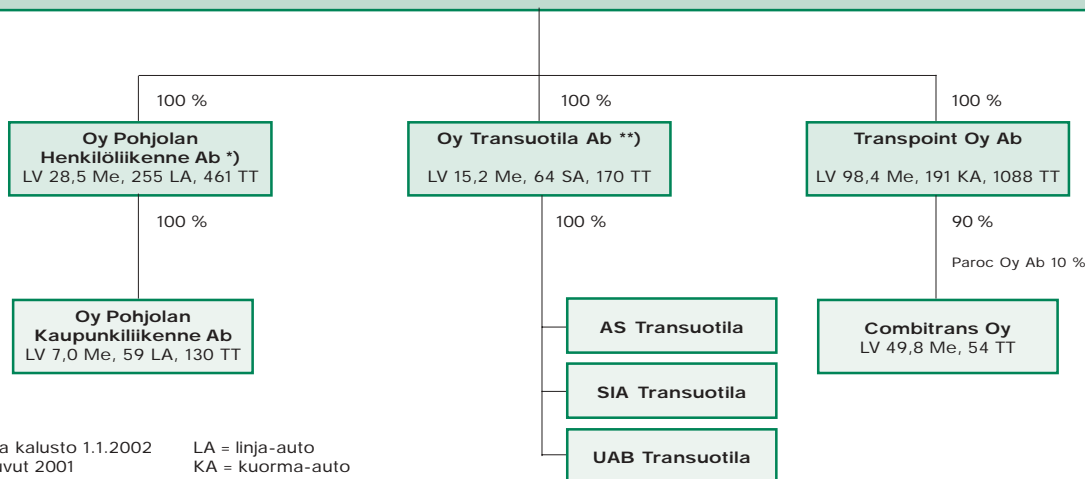 100 %
100 %
100 %
Oy Pohjolan
Henkilöliikenne Ab *)
LV 28,5 Me, 255 LA, 461 TT
Oy Transuotila Ab **)
LV 15,2 Me, 64 SA, 170 TT
Transpoint Oy Ab
LV 98,4 Me, 191 KA, 1088 TT
100 %
100 %
90 %
Paroc Oy Ab 10 %
Oy Pohjolan
Kaupunkiliikenne Ab
LV 7,0 Me, 59 LA, 130 TT
AS Transuotila
SIA Transuotila
UAB Transuotila
Combitrans Oy
LV 49,8 Me, 54 TT
kalusto 1.1.2002
2001
LA = linja-auto
KA = kuorma-auto